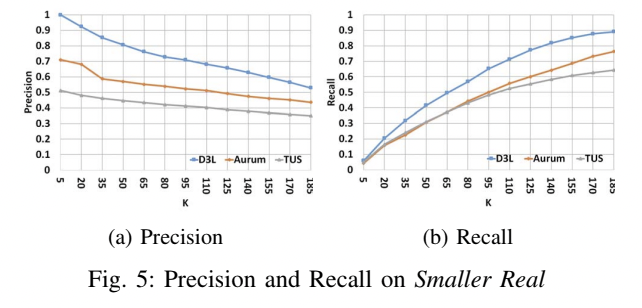 1
0.9
0.8
0.7
0.6
0.5
0.4
0.3
0.2
0.1
0
Precision
D3L Aurum TUS
5 20 35 50 65 80 95 110 125 140 155 170 185
K
(a) Precision
1
0.9
0.8
0.7
0.6
0.5
0.4
0.3
0.2
0.1
0
Recall
D3L Aurum TUS
5 20 35 50 65 80 95 110 125 140 155 170 185
K
(b) Recall
Fig. 5: Precision and Recall on Smaller Real